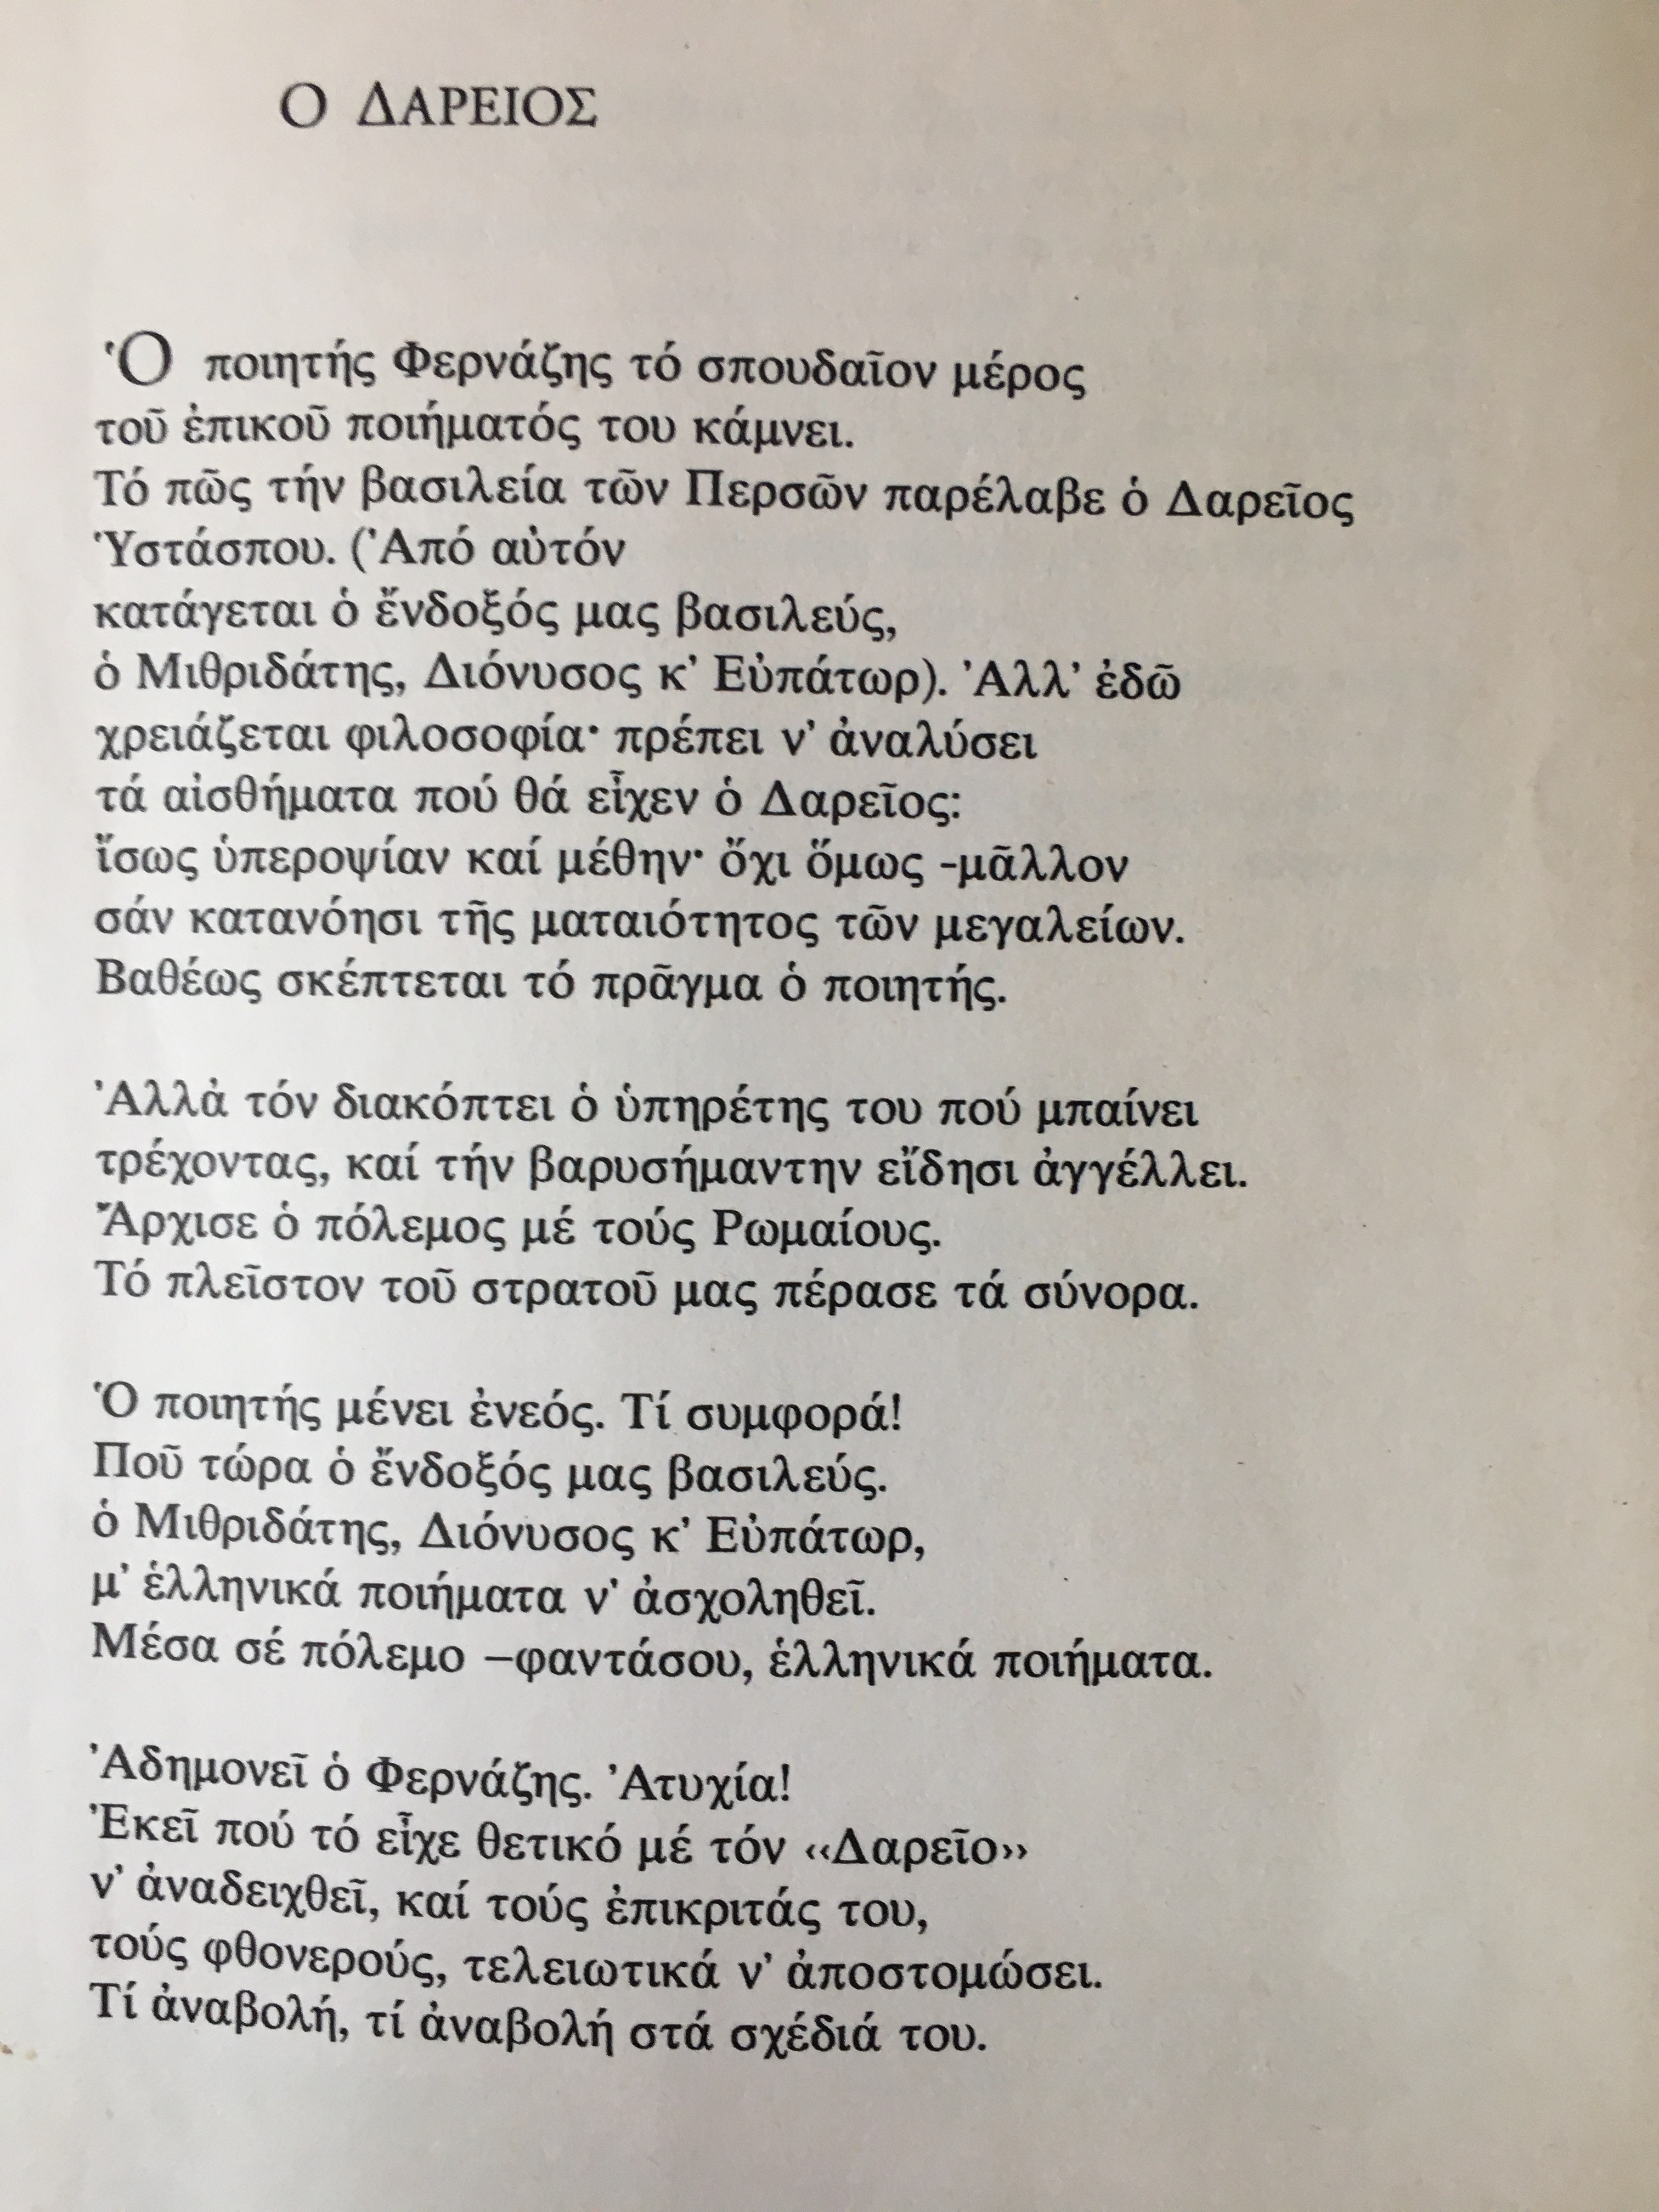 Ο ΔΑΡΕΙΟΣ
Ὁ ποιητής Φερνάζης τό σπουδαῖον μέρος
τοῦ ἐπικοῦ ποιήματός του κάμνει.
Τό πῶς τήν βασιλεία τῶν Περσῶν παρέλαβε ὁ Δαρεῖος
Ὑστάσπου. (Ἀπό αὐτόν
κατάγεται ὁ ἔνδοξός μας βασιλεύς,
ὁ Μιθριδάτης, Διόνυσος κ' Εὐπάτωρ). Ἀλλ' ἐδῶ
χρειάζεται φιλοσοφία· πρέπει ν' ἀναλύσει
τά αἰσθήματα πού θά εἶχεν ὁ Δαρεῖος:
ἴσως ὑπεροψίαν καί μέθην· ὄχι ὅμως -μᾶλλον
σάν κατανόησι τῆς ματαιότητος τῶν μεγαλείων.
Βαθέως σκέπτεται τό πρᾶγμα ὁ ποιητής.
Ἀλλἀ τόν διακόπτει ὁ ὑπηρέτης του πού μπαίνει
τρέχοντας, καί τήν βαρυσήμαντην εἴδησι ἀγγέλλει.
Ἄρχισε ὁ πόλεμος μέ τούς Ρωμαίους.
Τό πλεῖστον τοῦ στρατοῦ μας πέρασε τά σύνορα.
Ὁ ποιητής μένει ἐνεός. Τί συμφορά!
Ποῦ τώρα ὁ ἔνδοξός μας βασιλεύς.
ὁ Μιθριδάτης, Διόνυσος κ' Εὐπάτωρ,
μ' ἑλληνικά ποιήματα ν' ἀσχοληθεῖ.
Μέσα σέ πόλεμο –φαντάσου, ἑλληνικά ποιήματα.
Ἀδημονεῖ ὁ Φερνάζης. Ἀτυχία!
Ἐκεῖ πού τό εἶχε θετικό μέ τόν «Δαρεῖο»
ν' ἀναδειχθεῖ, καί τούς ἐπικριτάς του,
τούς φθονερούς, τελειωτικά ν' ἀποστομώσει.
Τί ἀναβολή, τί ἀναβολή στά σχέδιά του.